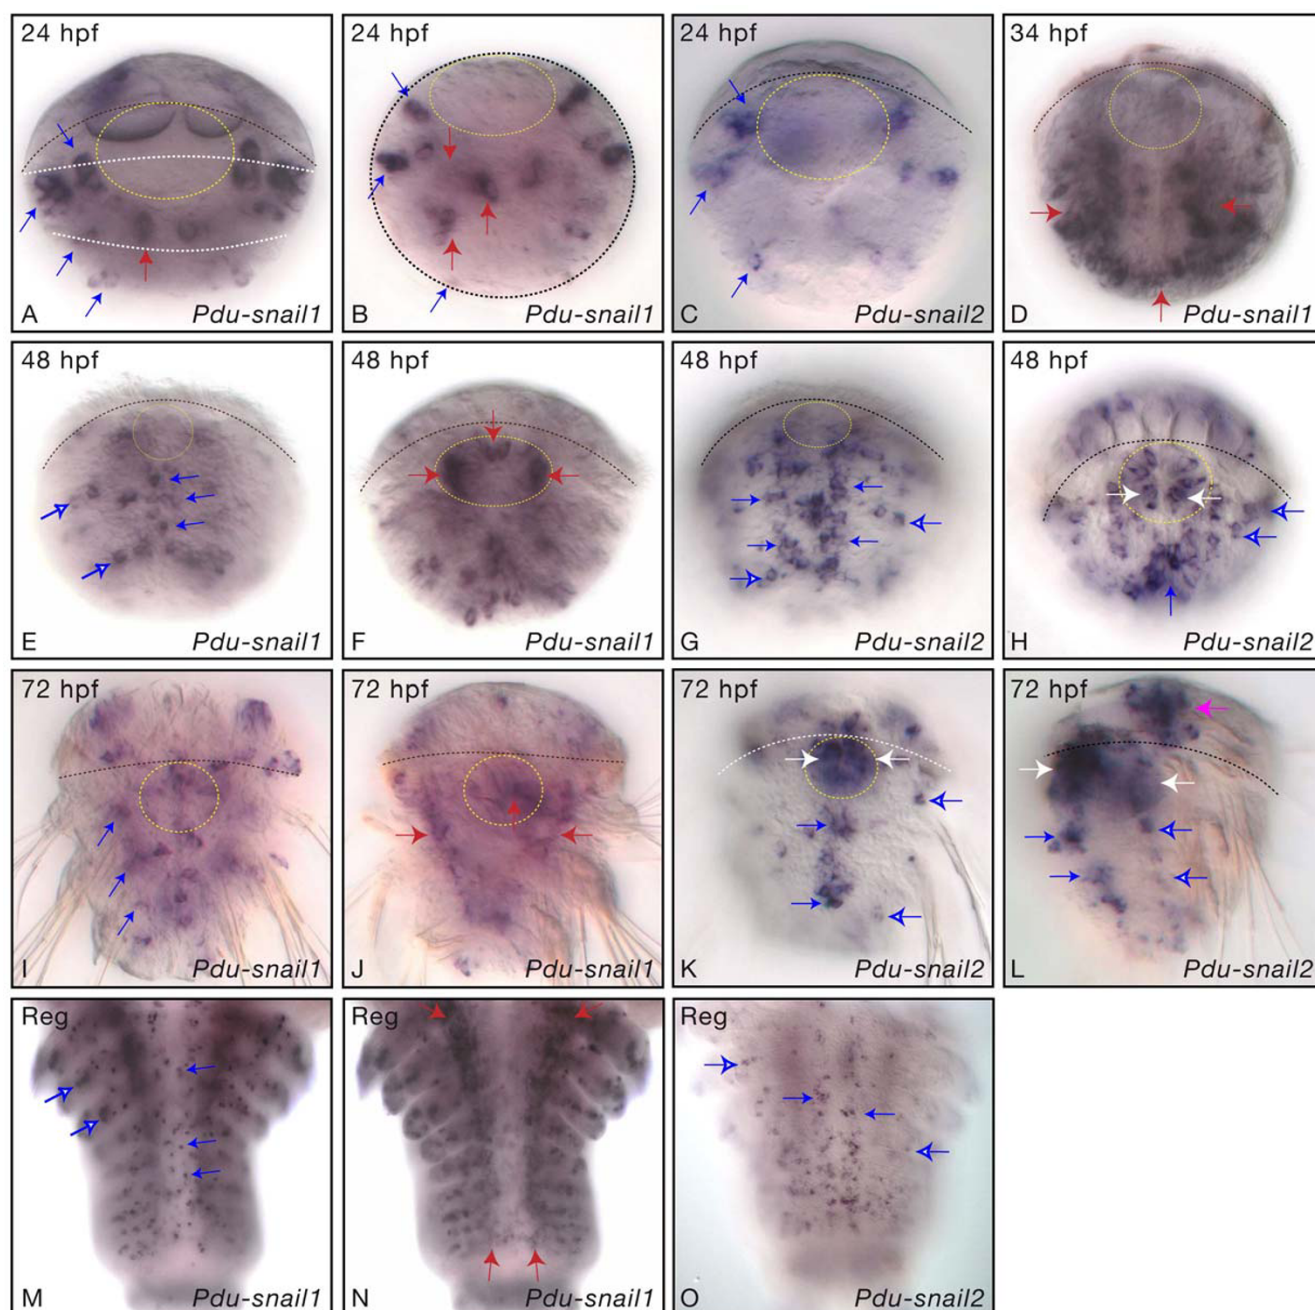 24 hpf
A Pdu-snail1
24 hpf
B Pdu-snail1
24 hpf
C Pdu-snail2
34 hpf
D Pdu-snail1
48 hpf
E Pdu-snail1
48 hpf
F Pdu-snail1
48 hpf
G Pdu-snail2
48 hpf
H Pdu-snail2
72 hpf
I Pdu-snail1
72 hpf
J Pdu-snail1
72 hpf
K Pdu-snail2
72 hpf
L Pdu-snail2
Reg
M Pdu-snail1
Reg
N Pdu-snail1
Reg
O Pdu-snail2